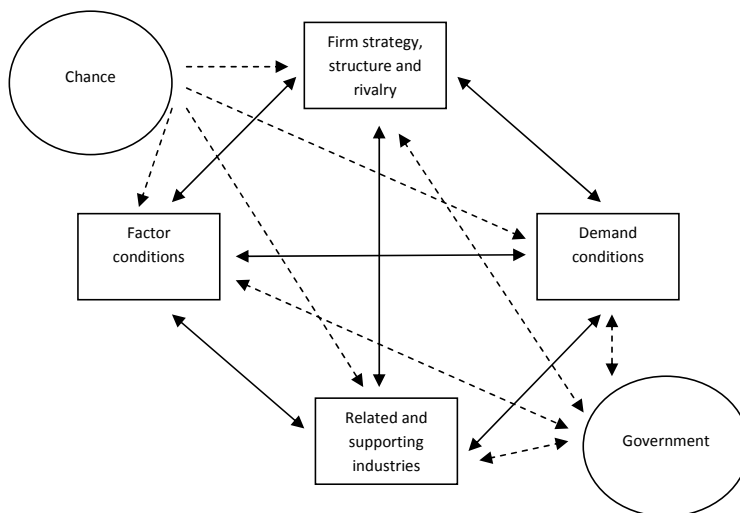 Chance
Firm strategy,
structure and
rivalry
Factor
conditions
Demand
conditions
Related and
supporting
industries
Government